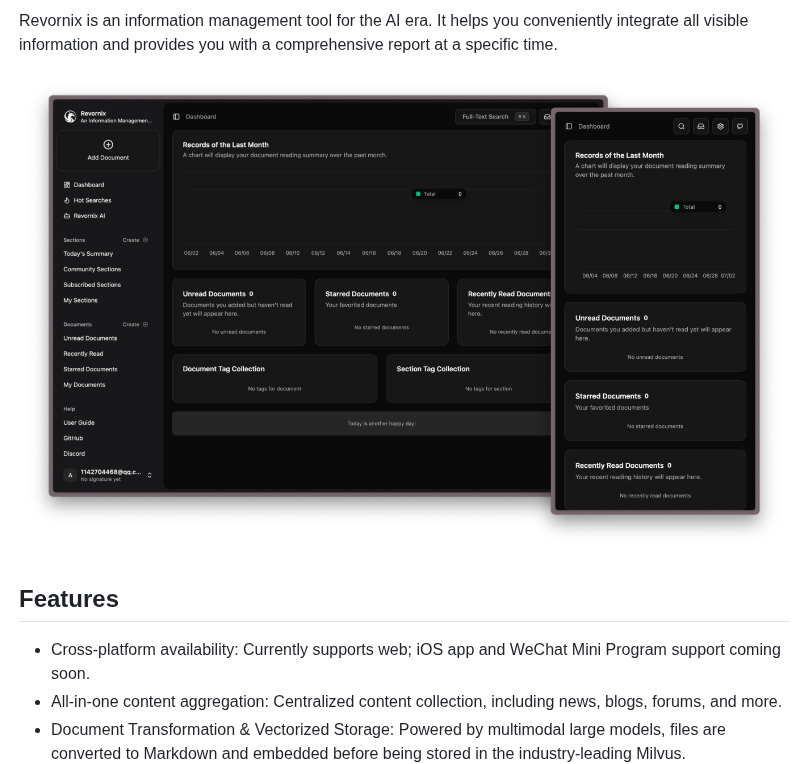 Revornix is an information management tool for the AI era. It helps you conveniently integrate all visible
information and provides you with a comprehensive report at a specific time.
Revornix
An Information Managemen...
Add Document
Dashboard
Hot Searches
Revornix AI
Sections Create
Today's Summary
Community Sections
Subscribed Sections
My Sections
Documents Create
Unread Documents
Recently Read
Starred Documents
My Documents
Help
User Guide
GitHub
Discord
A
1142704468@qq.c...
No signature yet
Dashboard
Full-Text Search
Records of the Last Month
A chart will display your document reading summary over the past month.
Total 0
06/02 06/04 06/06 06/08 06/10 06/12 06/14 06/16 06/18 06/20 06/22 06/24 06/26 06/28
Unread Documents 0
Documents you added but haven't read
yet will appear here.
No unread documents
Starred Documents 0
Your favorited documents
No starred documents
Recently Read Document
Your recent reading history wi
here.
No recently read docume
Document Tag Collection
No tags for document
Section Tag Collection
No tags for section
Today is another happy day!
Dashboard
Records of the Last Month
A chart will display your document reading summary
over the past month.
Total 0
06/04 06/08 06/12 06/16 06/20 06/24 06/28 07/02
Unread Documents 0
Documents you added but haven't read yet will appear
here.
No unread documents
Starred Documents 0
Your favorited documents
No starred documents
Recently Read Documents 0
Your recent reading history will appear here.
No recently read documents
Features
Cross-platform availability: Currently supports web; iOS app and WeChat Mini Program support coming
soon.
All-in-one content aggregation: Centralized content collection, including news, blogs, forums, and more.
Document Transformation & Vectorized Storage: Powered by multimodal large models, files are
converted to Markdown and embedded before being stored in the industry-leading Milvus.